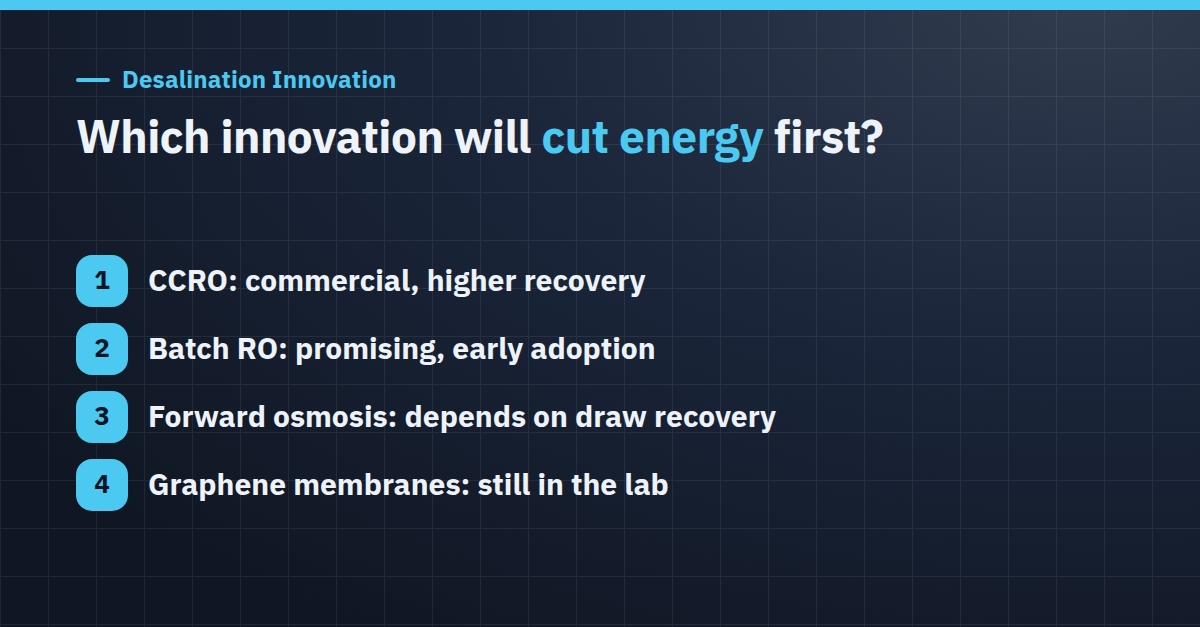 Desalination Innovation
Which innovation will cut energy first?
1 CCRO: commercial, higher recovery
2 Batch RO: promising, early adoption
3 Forward osmosis: depends on draw recovery
4 Graphene membranes: still in the lab